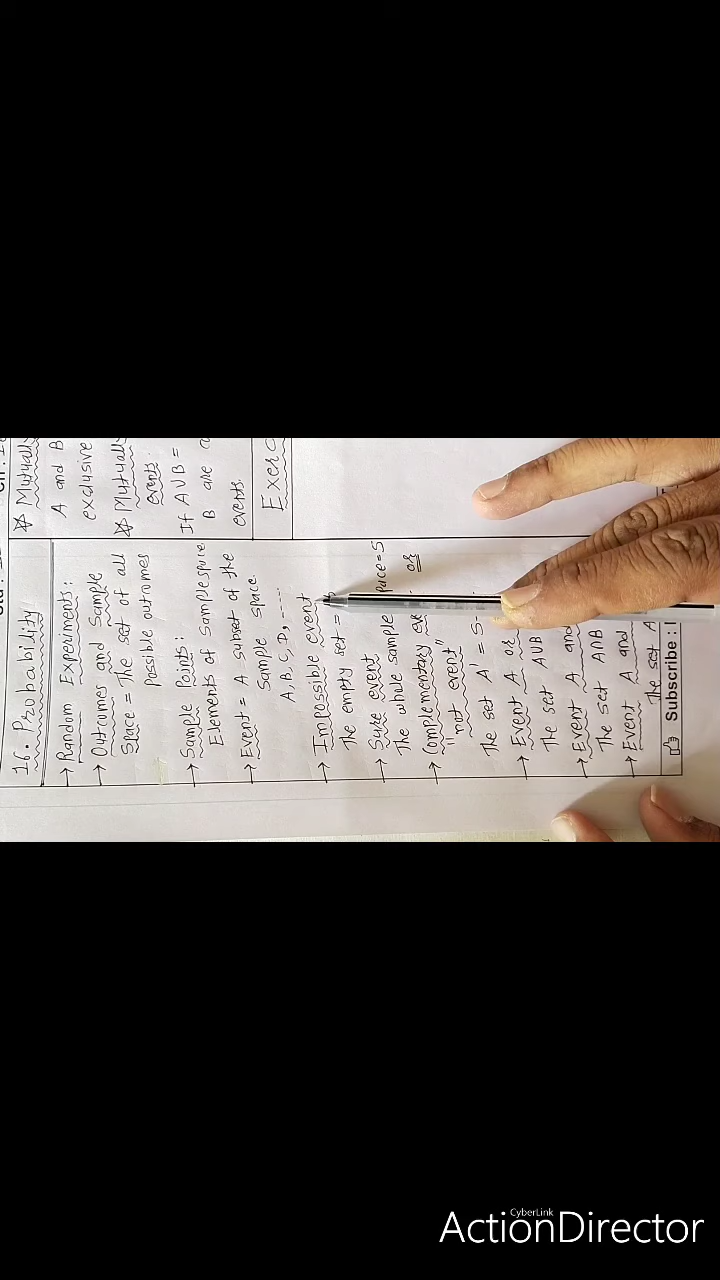 16. Probability
→ Random Experiments:
→ Outcomes and Sample
Space = The set of all
Possible outcomes
→ Sample Points:
Elements of Samplespace
→ Event = A subset of the
Sample space
A, B, C, D, ----
→ Impossible event
The empty set =
→ Sure event
The whole sample pace = S
→ Complementary or
"not event"
The set A' = S-
→ Event A or
The set A∪B
→ Event A and
The set A∩B
→ Event A and
The set A
Subscribe :
☆ Mutually
A and B
exclusive
☆ Mutually
events.
If A∪B =
B are
events.
Exerc
CyberLink
ActionDirector